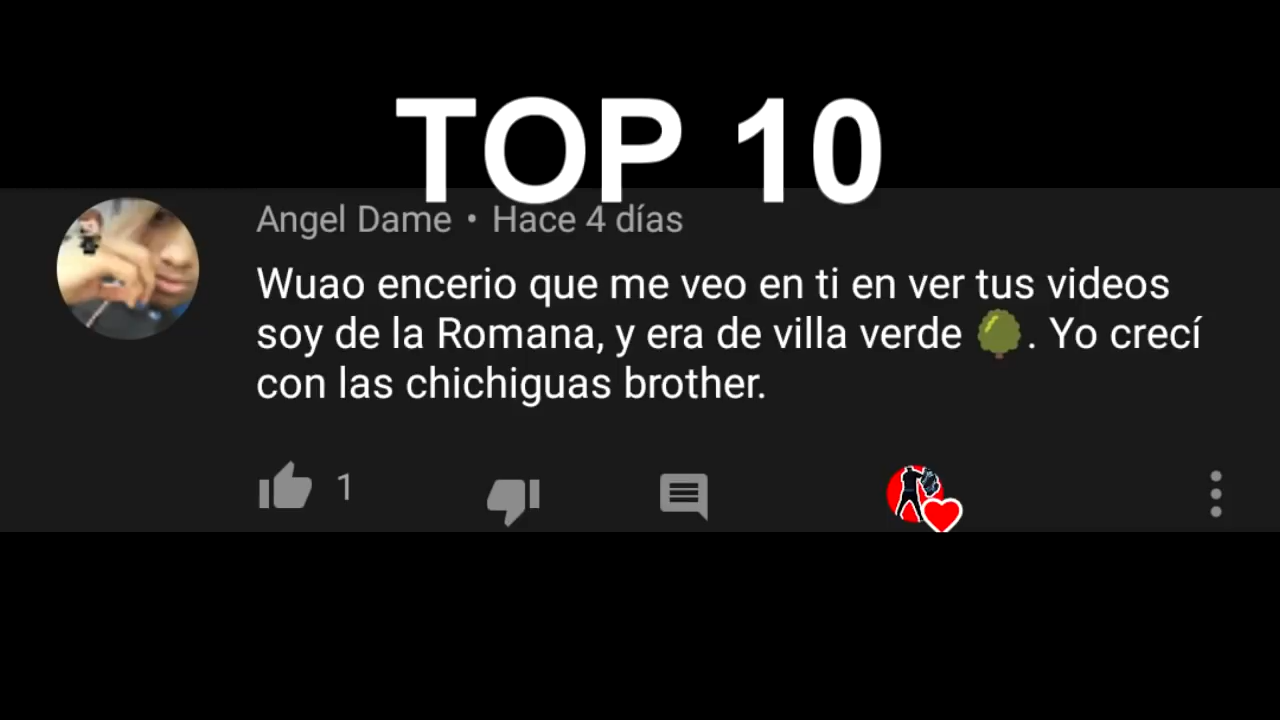 TOP 10
Angel Dame • Hace 4 días
Wuao encerio que me veo en ti en ver tus videos
soy de la Romana, y era de villa verde 🌳. Yo crecí
con las chichiguas brother.
1